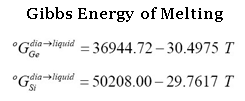 Gibbs Energy of Melting
°G_Ge^dia→liquid = 36944.72 − 30.4975 T
°G_Si^dia→liquid = 50208.00 − 29.7617 T